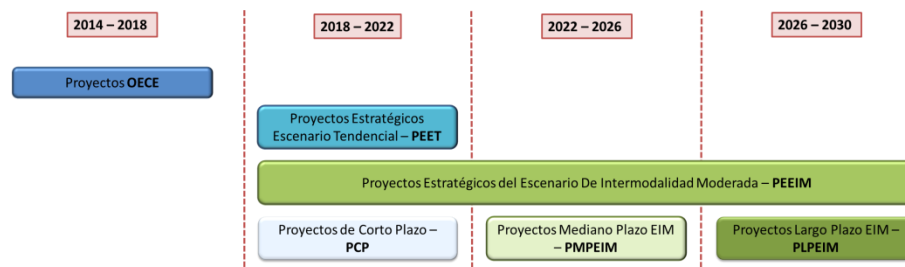 2014 – 2018
2018 – 2022
2022 – 2026
2026 – 2030
Proyectos OECE
Proyectos Estratégicos
Escenario Tendencial – PEET
Proyectos Estratégicos del Escenario De Intermodalidad Moderada – PEEIM
Proyectos de Corto Plazo –
PCP
Proyectos Mediano Plazo EIM
– PMPEIM
Proyectos Largo Plazo EIM –
PLPEIM